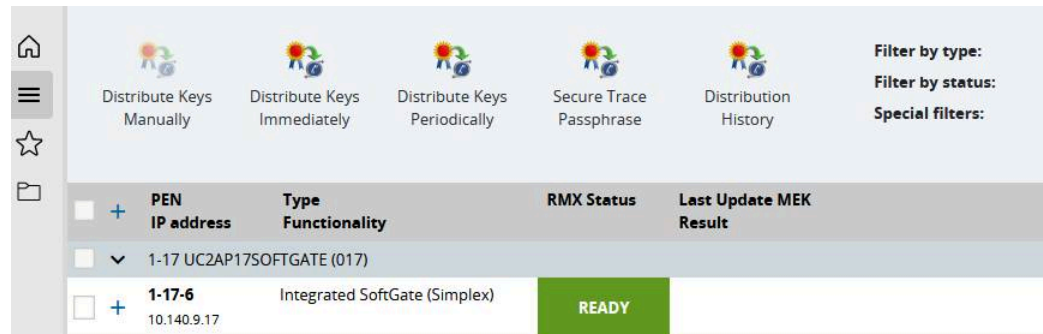 Distribute Keys
Manually
Distribute Keys
Immediately
Distribute Keys
Periodically
Secure Trace
Passphrase
Distribution
History
Filter by type:
Filter by status:
Special filters:
PEN
IP address
Type
Functionality
RMX Status
Last Update MEK
Result
1-17 UC2AP17SOFTGATE (017)
1-17-6
10.140.9.17
Integrated SoftGate (Simplex)
READY